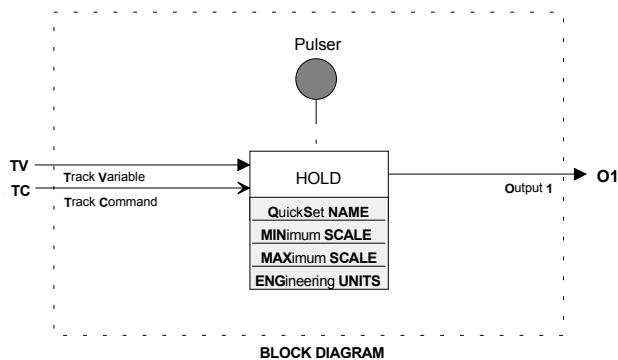 Pulser
TV
Track Variable
TC
Track Command
HOLD
Output 1
O1
QuickSet NAME
MINimum SCALE
MAXimum SCALE
ENGineering UNITS
BLOCK DIAGRAM